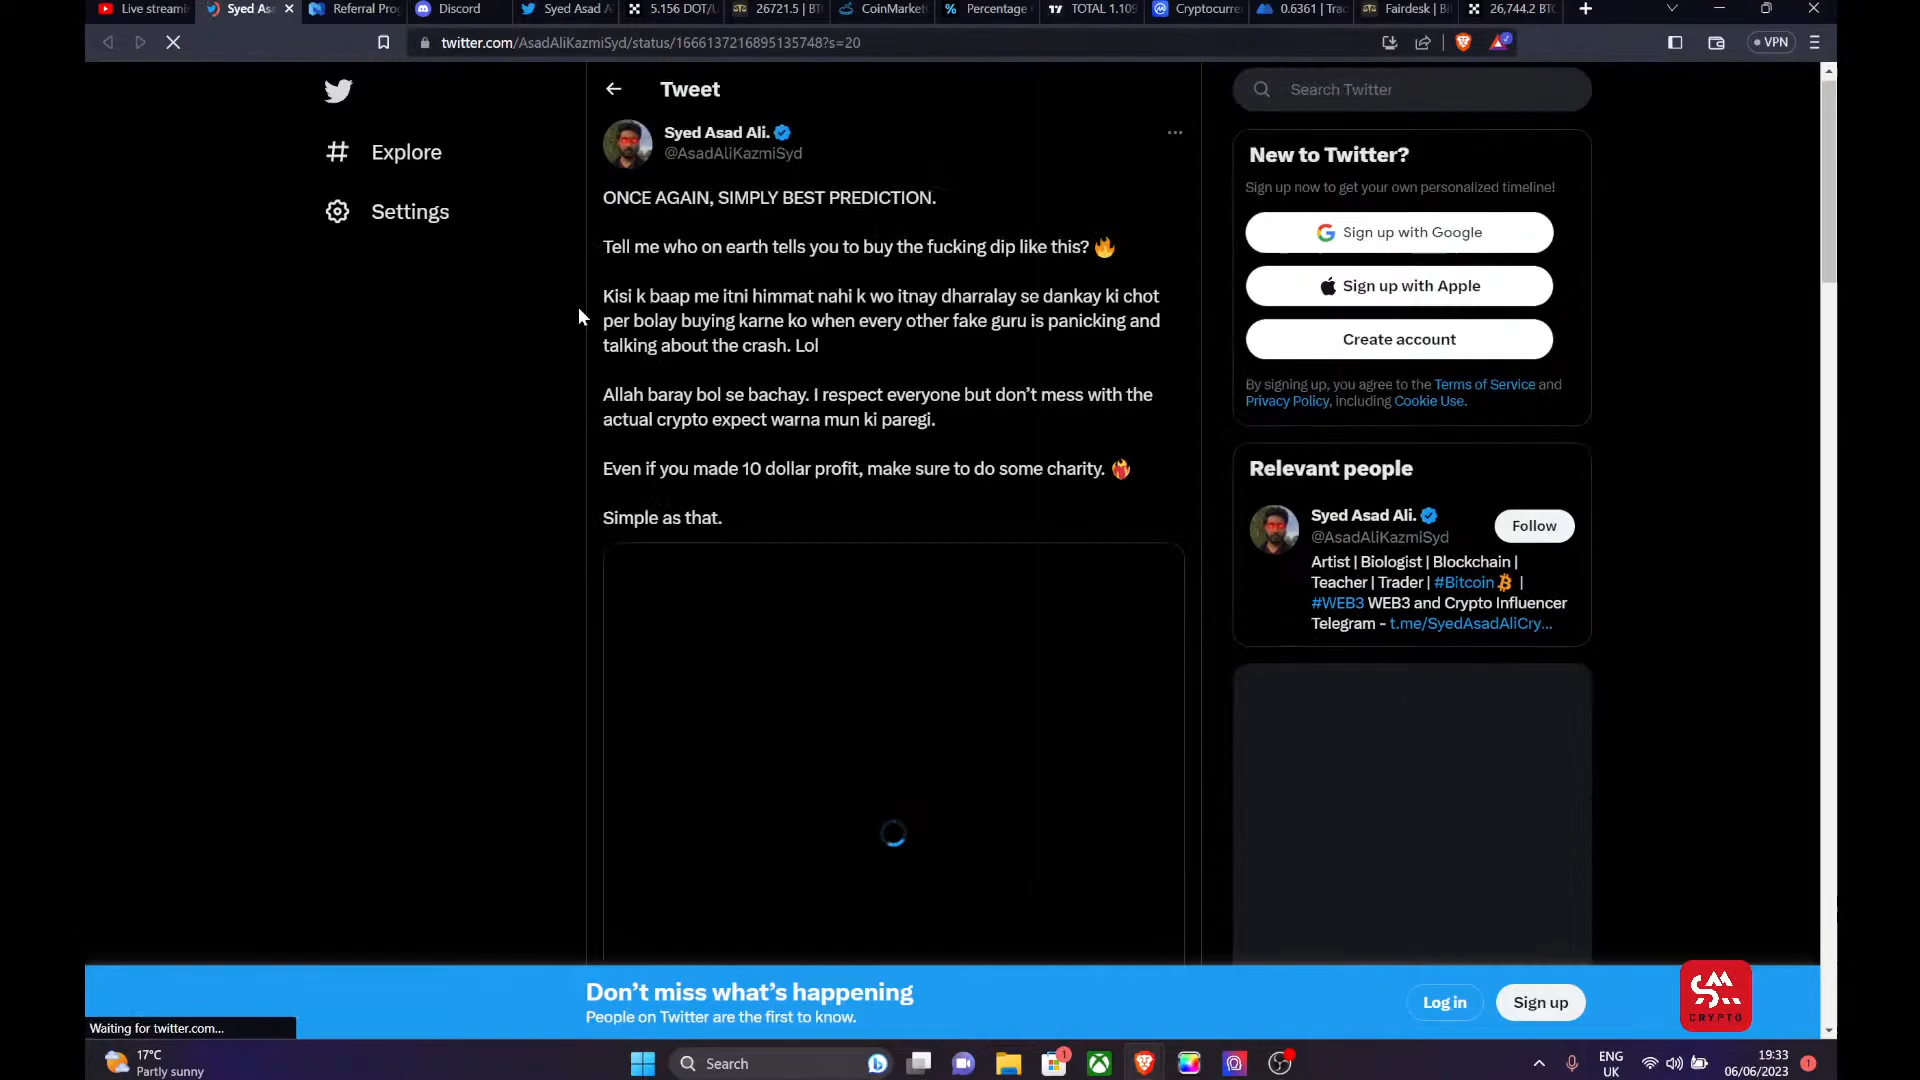 Live streamin
Syed Asa
Referral Prog
Discord
Syed Asad A
5.156 DOT/U
26721.5 | BT
CoinMarket
Percentage
TOTAL 1.109
Cryptocurre
0.6361 | Trad
Fairdesk | Bi
26,744.2 BTC
twitter.com/AsadAliKazmiSyd/status/1666137216895135748?s=20
VPN
Explore
Settings
Tweet
Syed Asad Ali.
@AsadAliKazmiSyd
ONCE AGAIN, SIMPLY BEST PREDICTION.
Tell me who on earth tells you to buy the fucking dip like this? 🔥
Kisi k baap me itni himmat nahi k wo itnay dharralay se dankay ki chot
per bolay buying karne ko when every other fake guru is panicking and
talking about the crash. Lol
Allah baray bol se bachay. I respect everyone but don’t mess with the
actual crypto expect warna mun ki paregi.
Even if you made 10 dollar profit, make sure to do some charity. ❤️‍🔥
Simple as that.
Search Twitter
New to Twitter?
Sign up now to get your own personalized timeline!
Sign up with Google
Sign up with Apple
Create account
By signing up, you agree to the Terms of Service and
Privacy Policy, including Cookie Use.
Relevant people
Syed Asad Ali.
@AsadAliKazmiSyd
Follow
Artist | Biologist | Blockchain |
Teacher | Trader | #Bitcoin |
#WEB3 WEB3 and Crypto Influencer
Telegram - t.me/SyedAsadAliCry...
Don’t miss what’s happening
People on Twitter are the first to know.
Log in
Sign up
CRYPTO
Waiting for twitter.com...
17°C
Partly sunny
Search
1
ENG
UK
19:33
06/06/2023
1